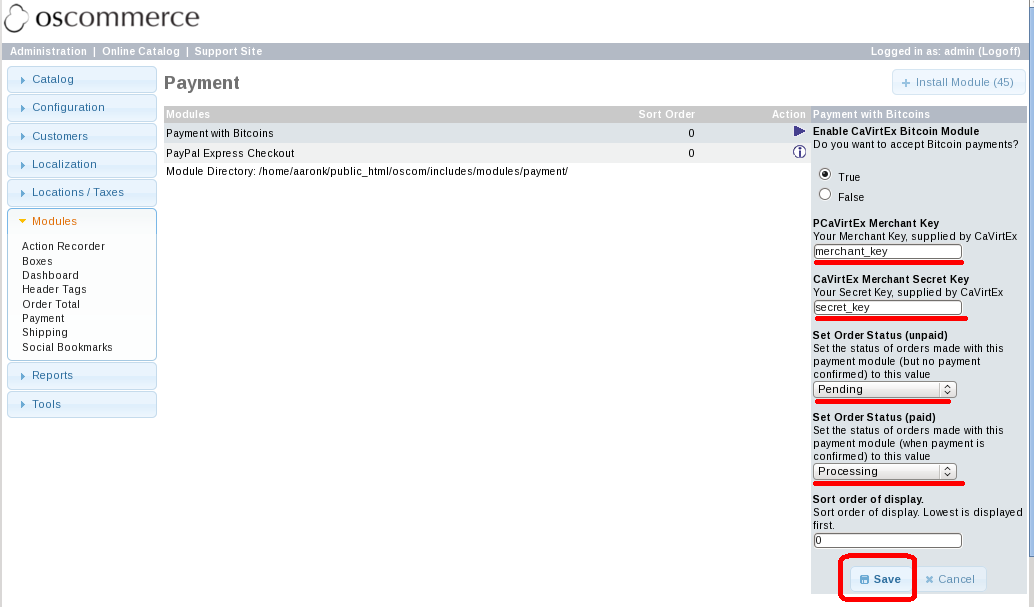 oscommerce
Administration | Online Catalog | Support Site
Logged in as: admin (Logoff)
Catalog
Configuration
Customers
Localization
Locations / Taxes
Modules
Action Recorder
Boxes
Dashboard
Header Tags
Order Total
Payment
Shipping
Social Bookmarks
Reports
Tools
Payment
Install Module (45)
Modules Sort Order Action
Payment with Bitcoins 0
PayPal Express Checkout 0
Module Directory: /home/aaronk/public_html/oscom/includes/modules/payment/
Payment with Bitcoins
Enable CaVirtEx Bitcoin Module
Do you want to accept Bitcoin payments?
True
False
PCaVirtEx Merchant Key
Your Merchant Key, supplied by CaVirtEx
merchant_key
CaVirtEx Merchant Secret Key
Your Secret Key, supplied by CaVirtEx
secret_key
Set Order Status (unpaid)
Set the status of orders made with this
payment module (but no payment
confirmed) to this value
Pending
Set Order Status (paid)
Set the status of orders made with this
payment module (when payment is
confirmed) to this value
Processing
Sort order of display.
Sort order of display. Lowest is displayed
first.
0
Save
Cancel